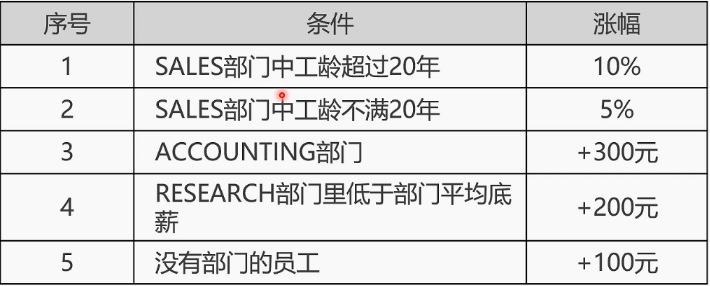 序号 条件 涨幅
1 SALES部门中工龄超过20年 10%
2 SALES部门中工龄不满20年 5%
3 ACCOUNTING部门 +300元
4 RESEARCH部门里低于部门平均底
薪 +200元
5 没有部门的员工 +100元